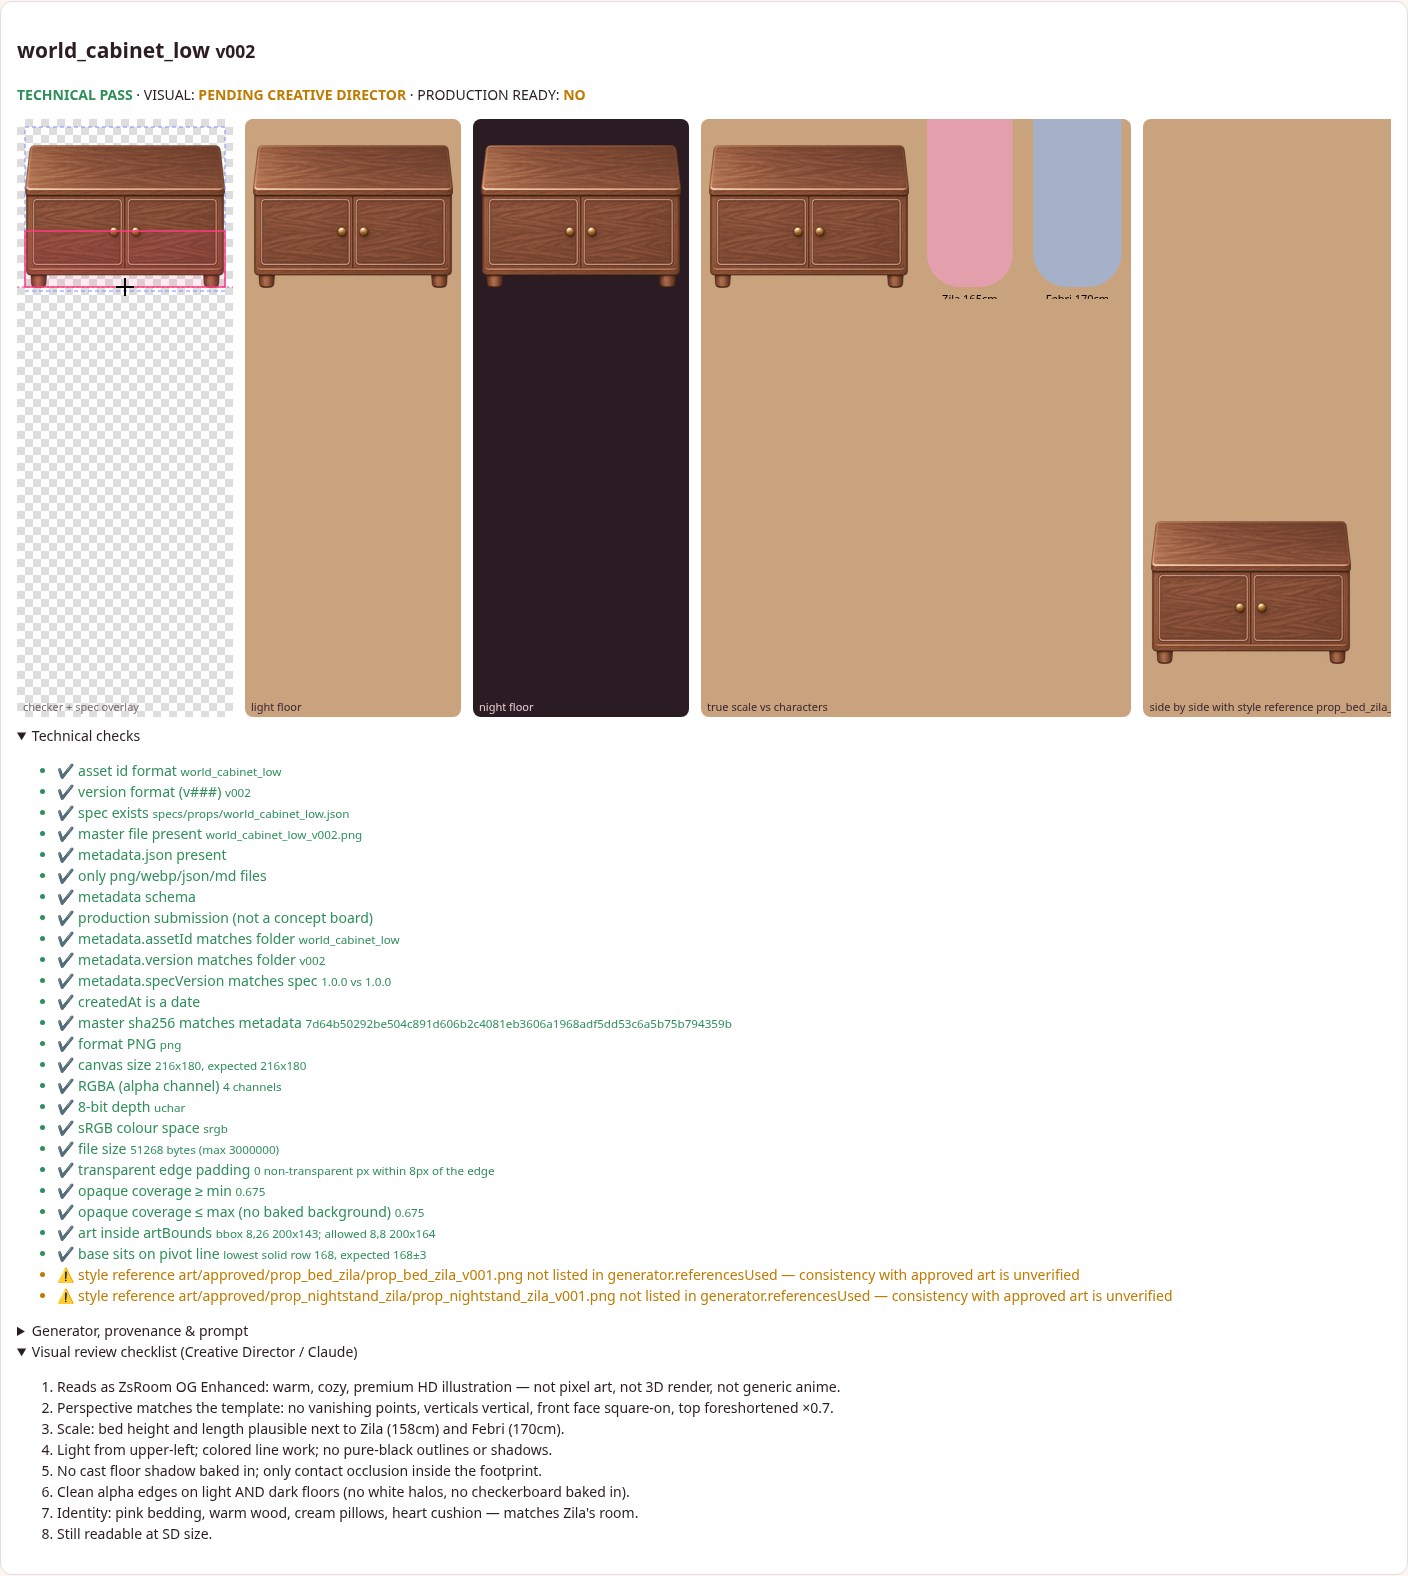 world_cabinet_low v002
TECHNICAL PASS · VISUAL: PENDING CREATIVE DIRECTOR · PRODUCTION READY: NO
Zila 165cm
Febri 170cm
checker + spec overlay
light floor
night floor
true scale vs characters
side by side with style reference prop_bed_zila_
▼ Technical checks
• ✔ asset id format world_cabinet_low
• ✔ version format (v###) v002
• ✔ spec exists specs/props/world_cabinet_low.json
• ✔ master file present world_cabinet_low_v002.png
• ✔ metadata.json present
• ✔ only png/webp/json/md files
• ✔ metadata schema
• ✔ production submission (not a concept board)
• ✔ metadata.assetId matches folder world_cabinet_low
• ✔ metadata.version matches folder v002
• ✔ metadata.specVersion matches spec 1.0.0 vs 1.0.0
• ✔ createdAt is a date
• ✔ master sha256 matches metadata 7d64b50292be504c891d606b2c4081eb3606a1968adf5dd53c6a5b75b794359b
• ✔ format PNG png
• ✔ canvas size 216x180, expected 216x180
• ✔ RGBA (alpha channel) 4 channels
• ✔ 8-bit depth uchar
• ✔ sRGB colour space srgb
• ✔ file size 51268 bytes (max 3000000)
• ✔ transparent edge padding 0 non-transparent px within 8px of the edge
• ✔ opaque coverage ≥ min 0.675
• ✔ opaque coverage ≤ max (no baked background) 0.675
• ✔ art inside artBounds bbox 8,26 200x143; allowed 8,8 200x164
• ✔ base sits on pivot line lowest solid row 168, expected 168±3
• ⚠ style reference art/approved/prop_bed_zila/prop_bed_zila_v001.png not listed in generator.referencesUsed — consistency with approved art is unverified
• ⚠ style reference art/approved/prop_nightstand_zila/prop_nightstand_zila_v001.png not listed in generator.referencesUsed — consistency with approved art is unverified
▶ Generator, provenance & prompt
▼ Visual review checklist (Creative Director / Claude)
1. Reads as ZsRoom OG Enhanced: warm, cozy, premium HD illustration — not pixel art, not 3D render, not generic anime.
2. Perspective matches the template: no vanishing points, verticals vertical, front face square-on, top foreshortened ×0.7.
3. Scale: bed height and length plausible next to Zila (158cm) and Febri (170cm).
4. Light from upper-left; colored line work; no pure-black outlines or shadows.
5. No cast floor shadow baked in; only contact occlusion inside the footprint.
6. Clean alpha edges on light AND dark floors (no white halos, no checkerboard baked in).
7. Identity: pink bedding, warm wood, cream pillows, heart cushion — matches Zila's room.
8. Still readable at SD size.